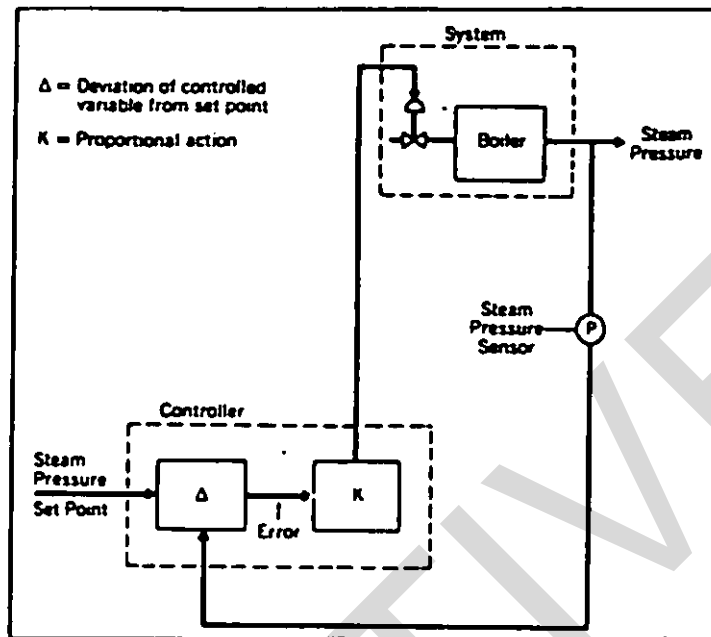 System
Δ = Deviation of controlled
variable from set point
K = Proportional action
Boiler
Steam
Pressure
Steam
Pressure
Sensor
P
Controller
Steam
Pressure
Set Point
Δ
K
Error